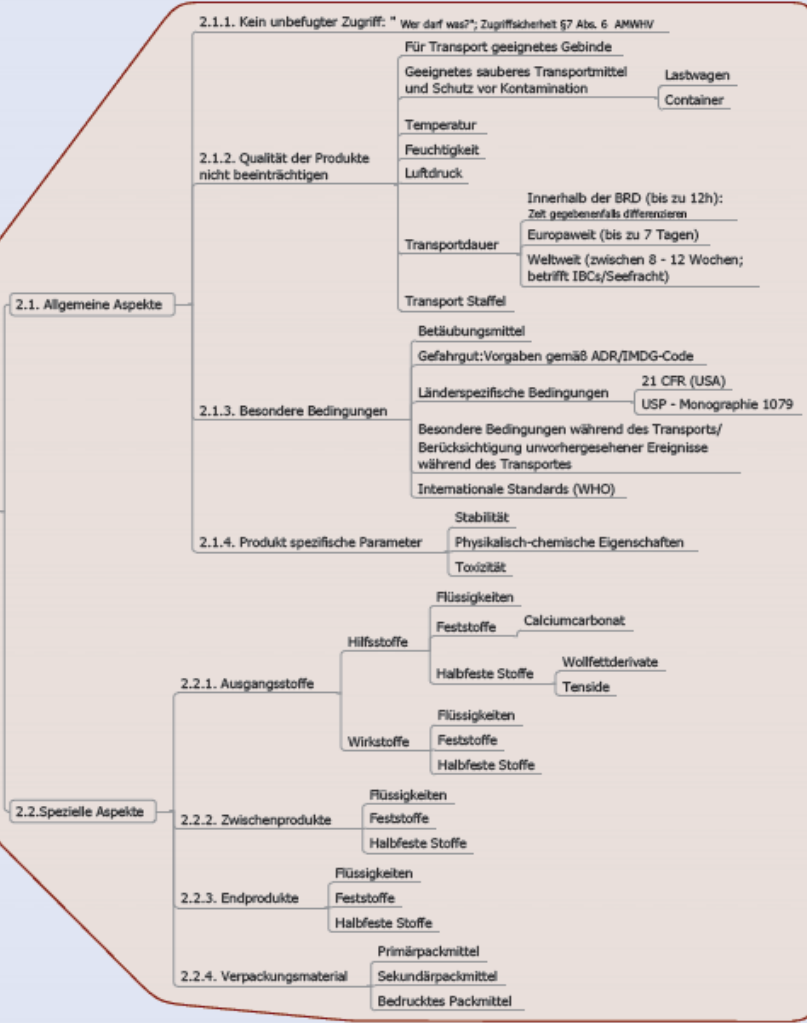 2.1. Allgemeine Aspekte
2.1.1. Kein unbefugter Zugriff: " Wer darf was?"; Zugriffsicherheit §7 Abs. 6 AMWHV
2.1.2. Qualität der Produkte
nicht beeinträchtigen
Für Transport geeignetes Gebinde
Geeignetes sauberes Transportmittel
und Schutz vor Kontamination
Lastwagen
Container
Temperatur
Feuchtigkeit
Luftdruck
Transportdauer
Innerhalb der BRD (bis zu 12h):
Zeit gegebenenfalls differenzieren
Europaweit (bis zu 7 Tagen)
Weltweit (zwischen 8 - 12 Wochen;
betrifft IBCs/Seefracht)
Transport Staffel
2.1.3. Besondere Bedingungen
Betäubungsmittel
Gefahrgut:Vorgaben gemäß ADR/IMDG-Code
Länderspezifische Bedingungen
21 CFR (USA)
USP - Monographie 1079
Besondere Bedingungen während des Transports/
Berücksichtigung unvorhergesehener Ereignisse
während des Transportes
Internationale Standards (WHO)
2.1.4. Produkt spezifische Parameter
Stabilität
Physikalisch-chemische Eigenschaften
Toxizität
2.2.Spezielle Aspekte
2.2.1. Ausgangsstoffe
Hilfsstoffe
Flüssigkeiten
Feststoffe
Calciumcarbonat
Halbfeste Stoffe
Wollfettderivate
Tenside
Wirkstoffe
Flüssigkeiten
Feststoffe
Halbfeste Stoffe
2.2.2. Zwischenprodukte
Flüssigkeiten
Feststoffe
Halbfeste Stoffe
2.2.3. Endprodukte
Flüssigkeiten
Feststoffe
Halbfeste Stoffe
2.2.4. Verpackungsmaterial
Primärpackmittel
Sekundärpackmittel
Bedrucktes Packmittel